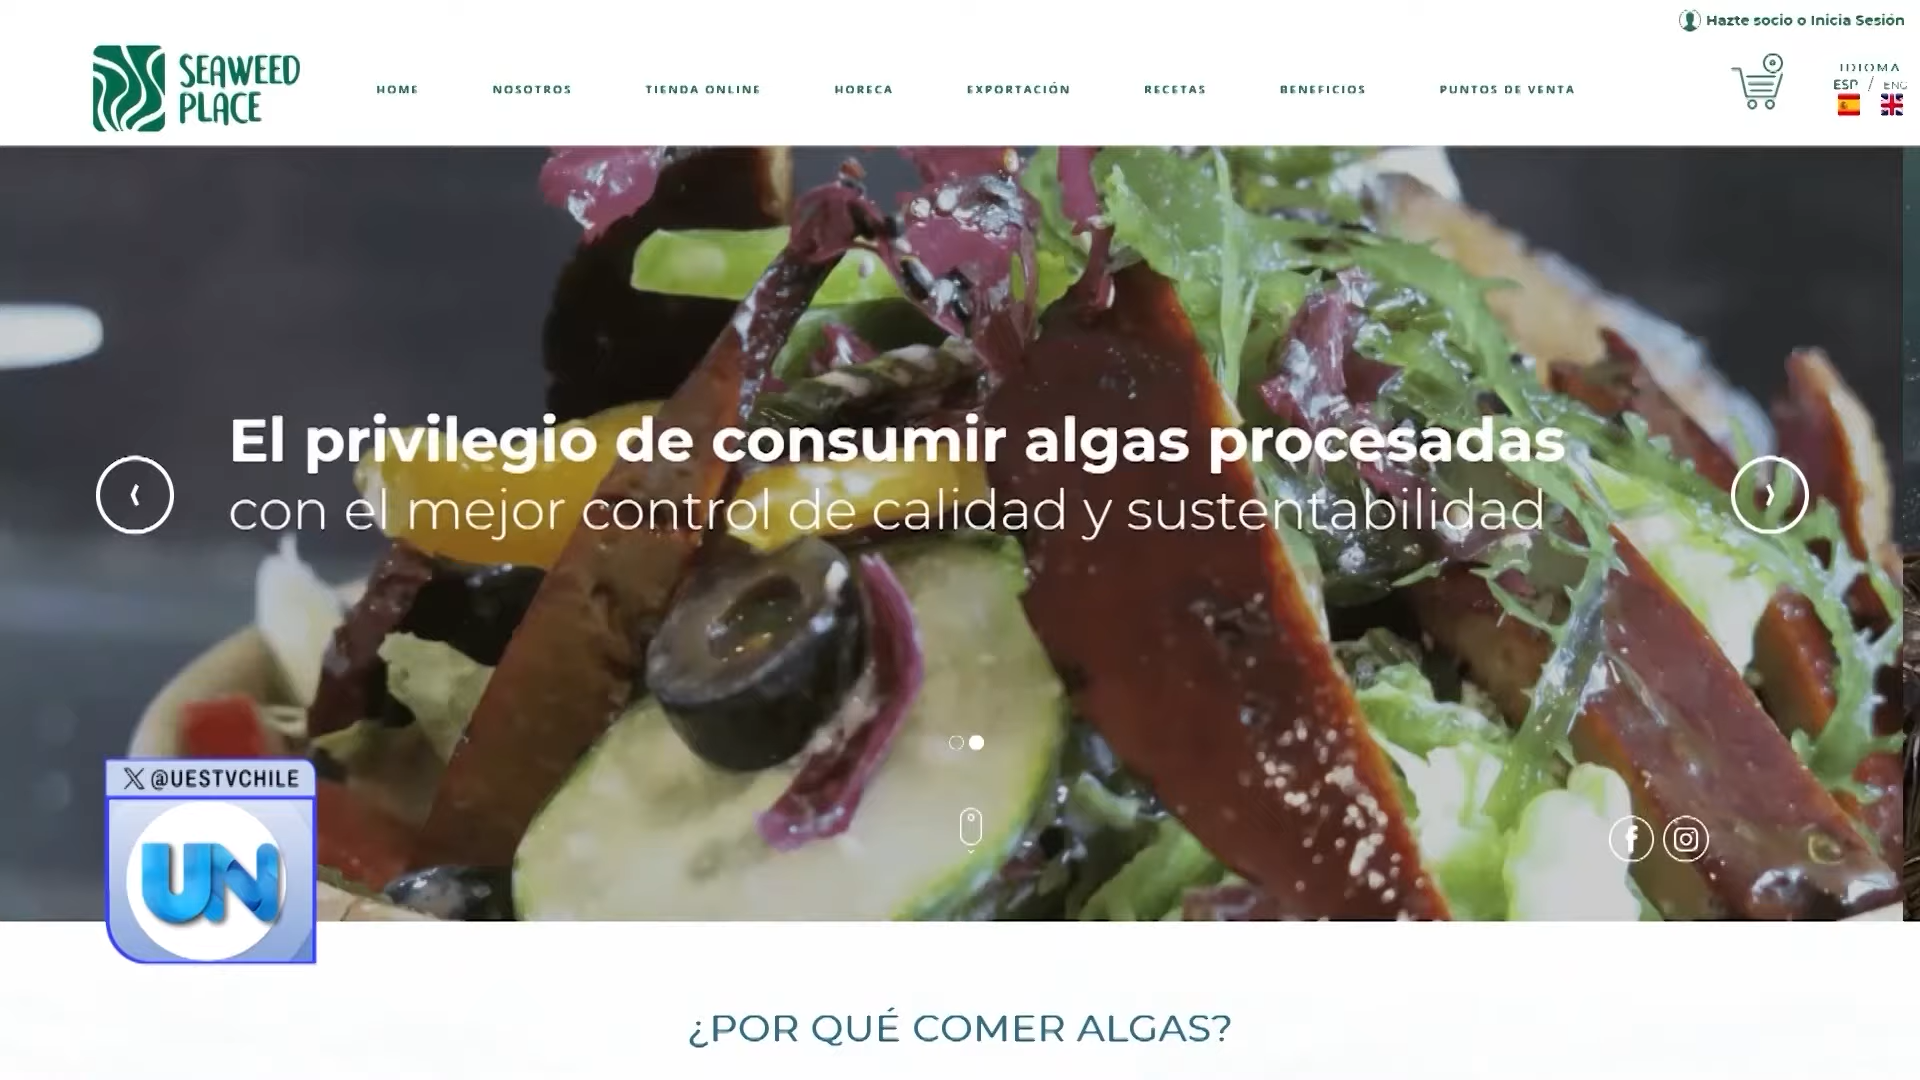 Hazte socio o Inicia Sesión
SEAWEED
PLACE
HOME NOSOTROS TIENDA ONLINE HORECA EXPORTACIÓN RECETAS BENEFICIOS PUNTOS DE VENTA
0
IDIOMA
ESP / ENG
El privilegio de consumir algas procesadas
con el mejor control de calidad y sustentabilidad
X @UESTVCHILE
UN
¿POR QUÉ COMER ALGAS?